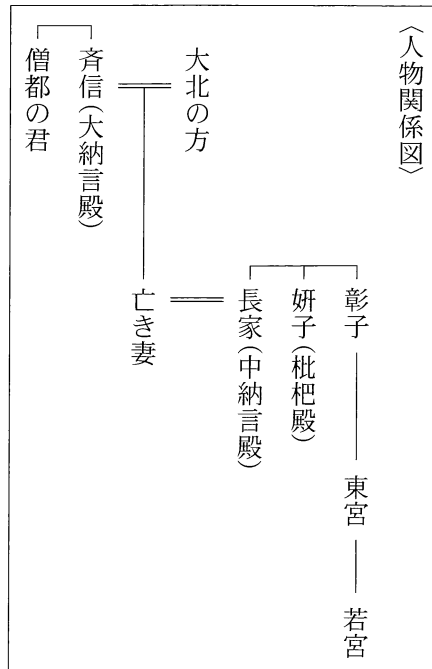 〈人物関係図〉
彰子
東宮
若宮
姸子(枇杷殿)
長家(中納言殿)
亡き妻
大北の方
斉信(大納言殿)
僧都の君